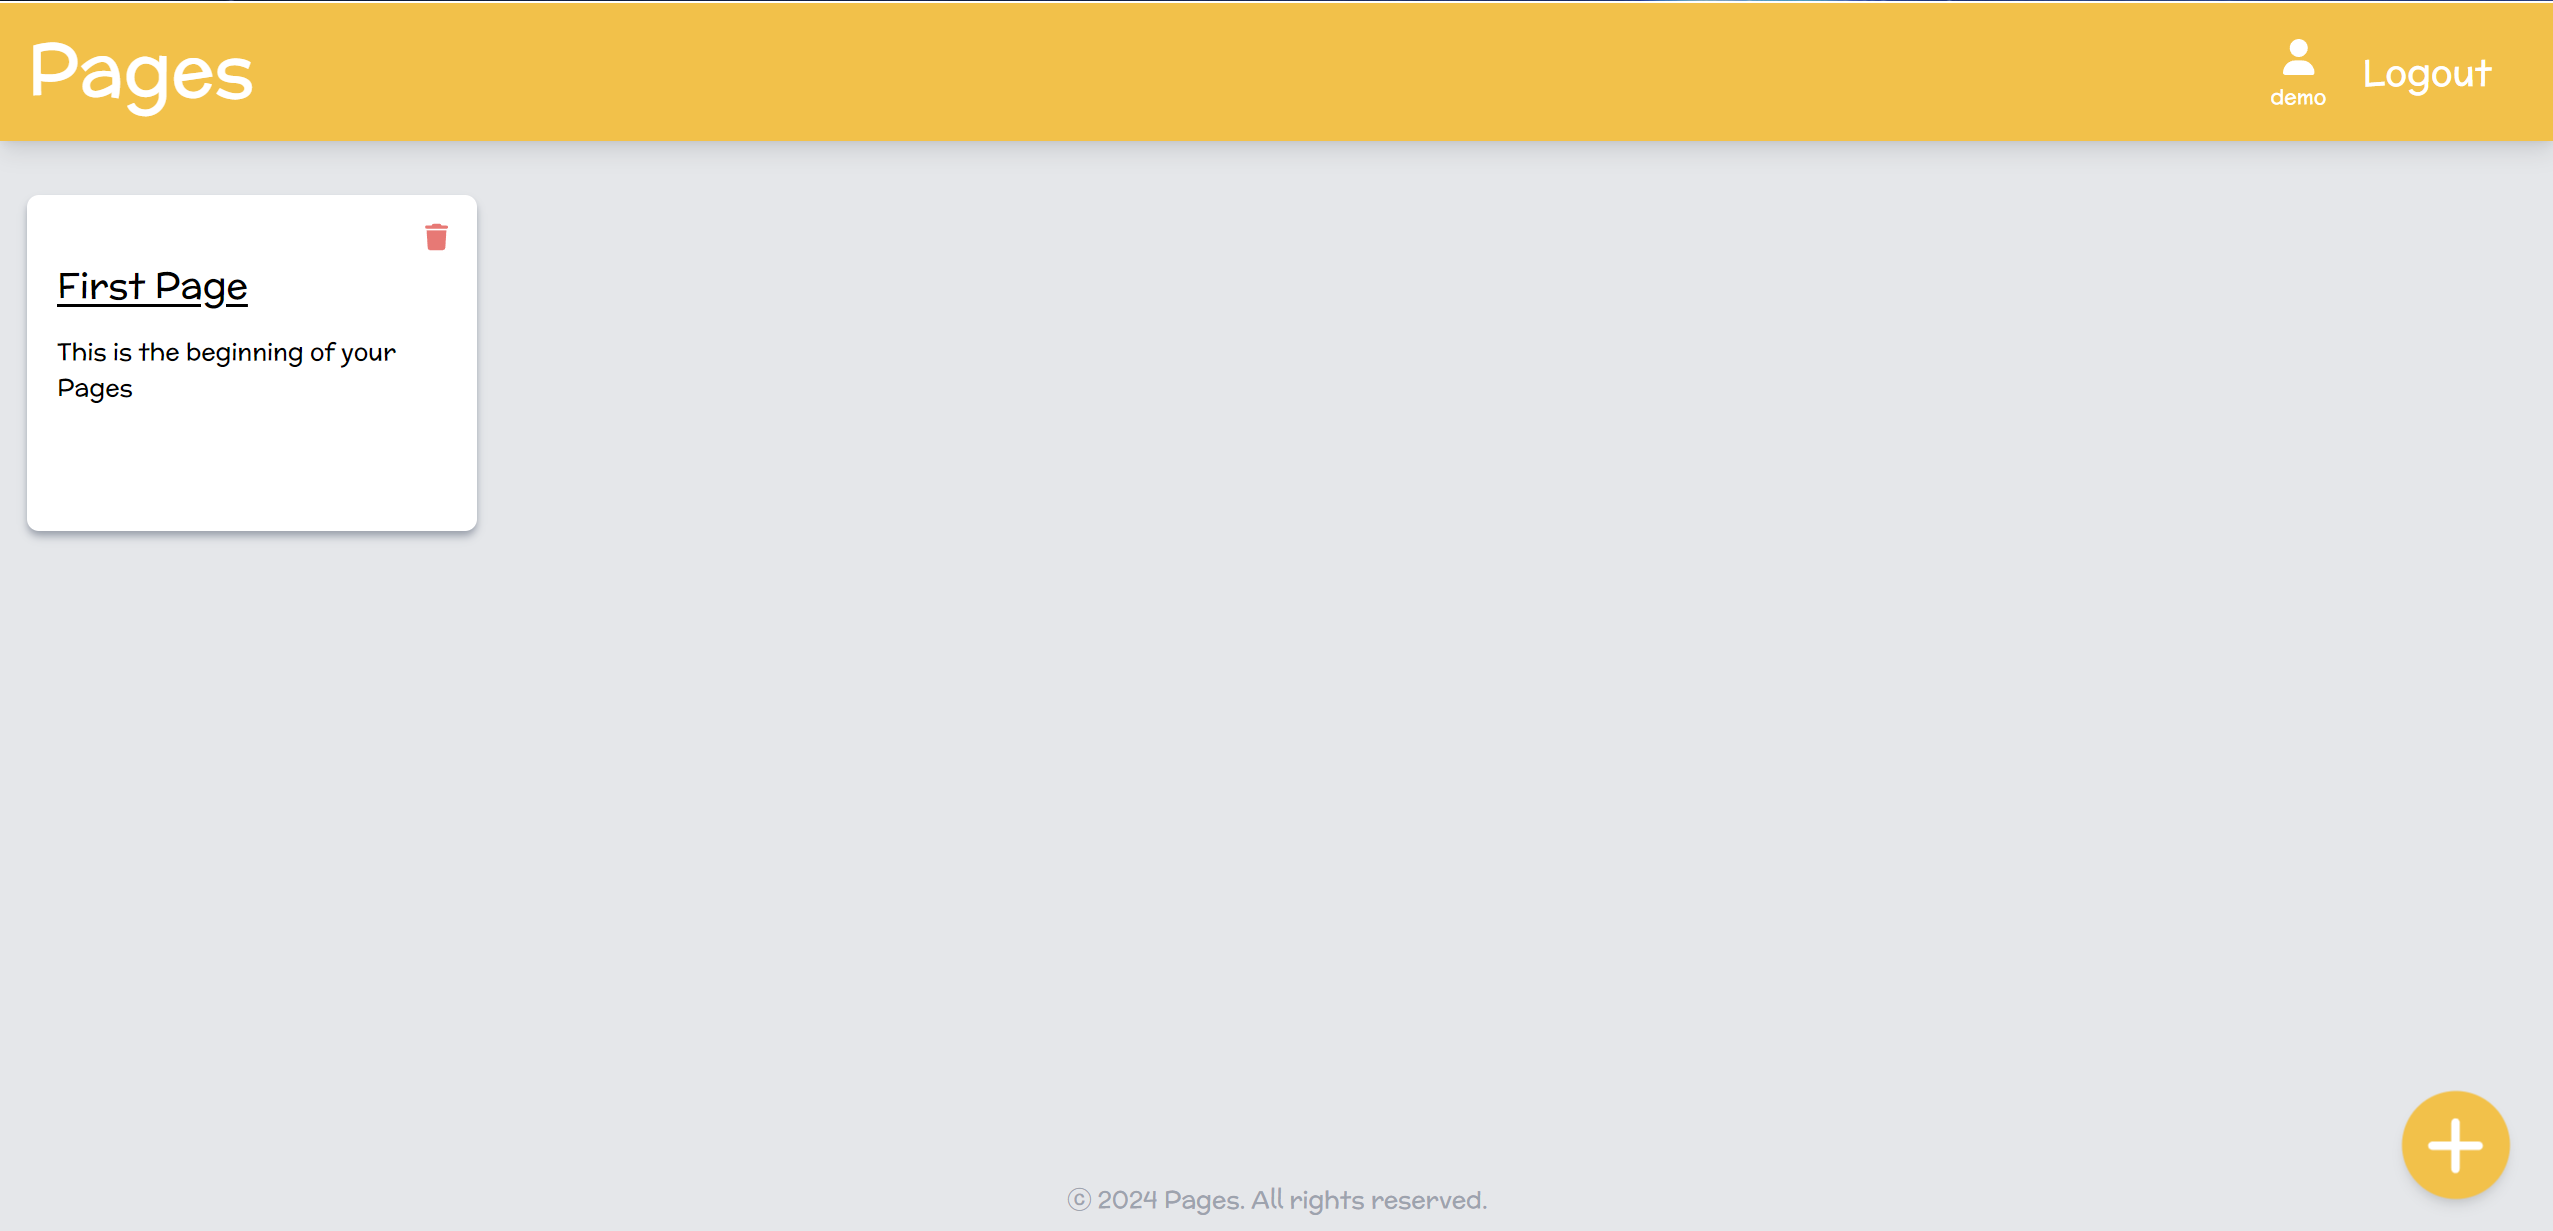 Pages
demo
Logout
First Page
This is the beginning of your
Pages
© 2024 Pages. All rights reserved.